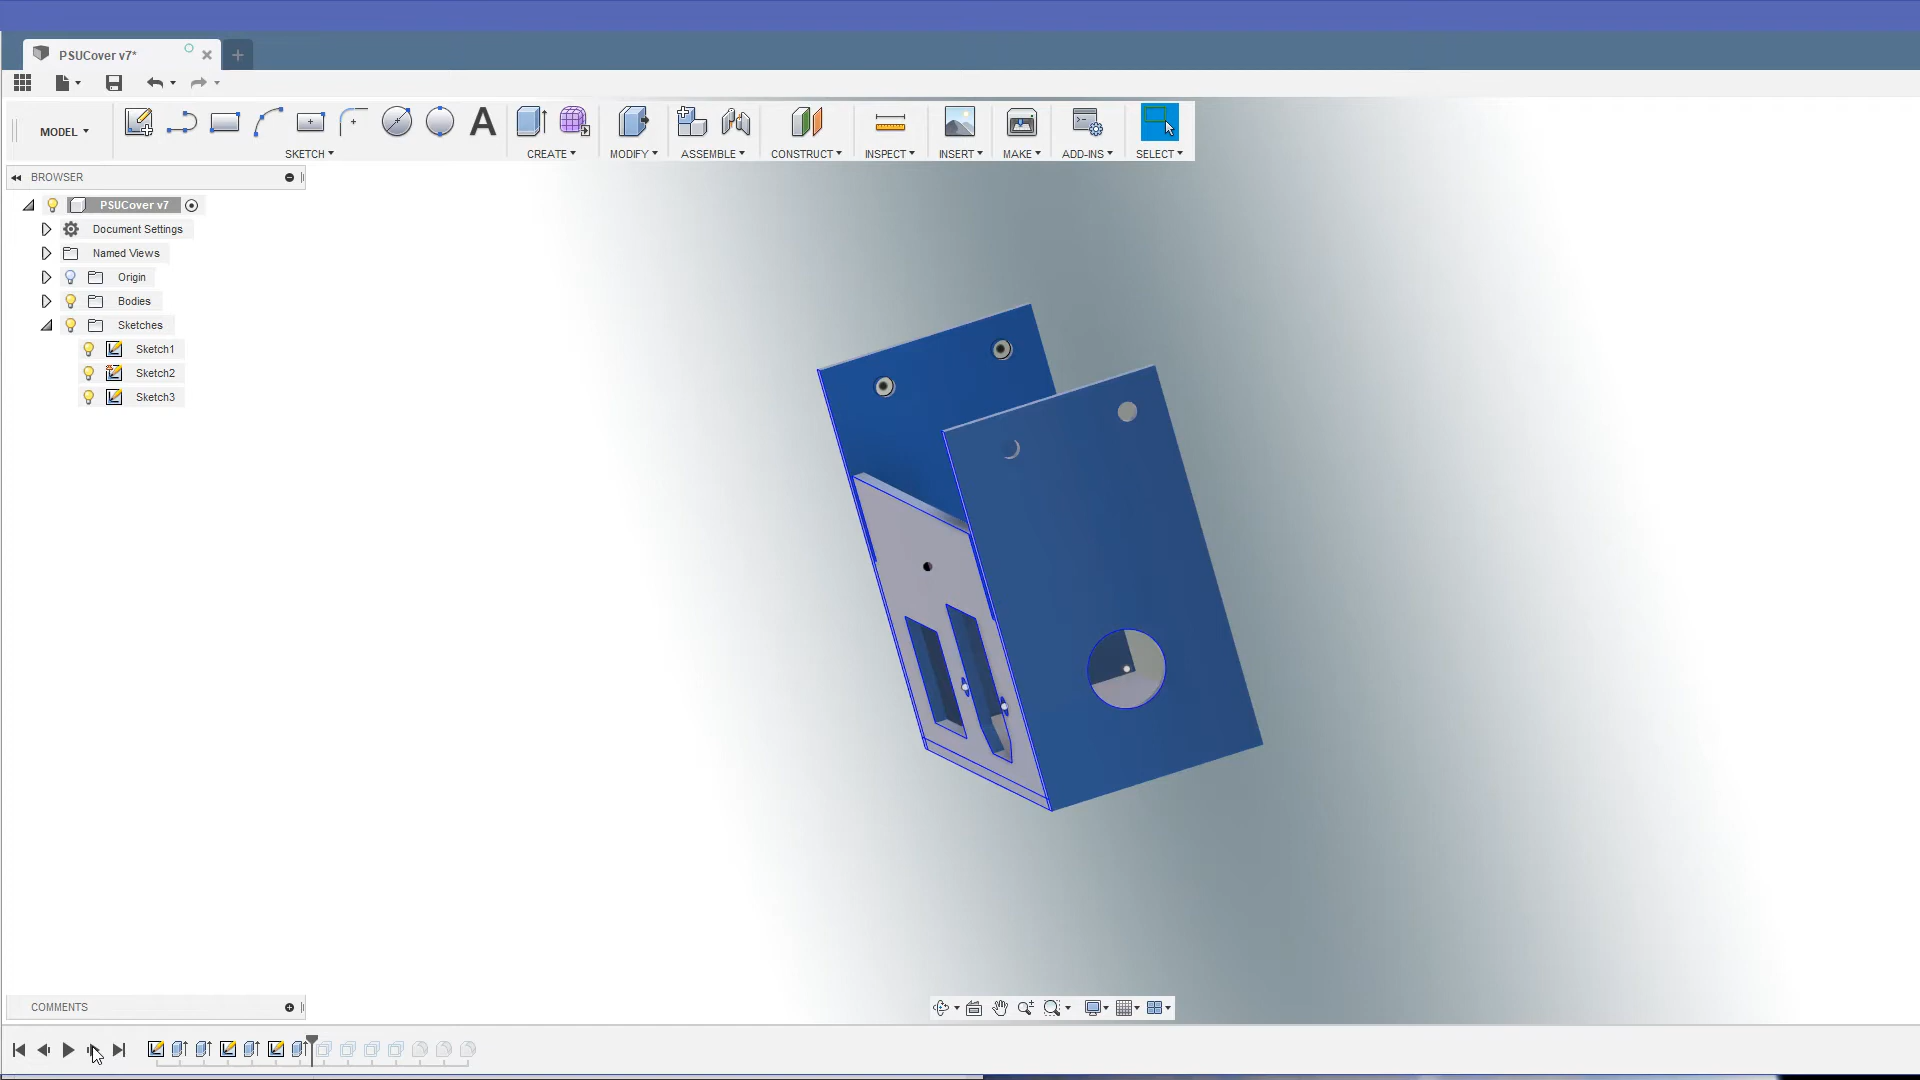 PSUCover v7*
MODEL
SKETCH
CREATE
MODIFY
ASSEMBLE
CONSTRUCT
INSPECT
INSERT
MAKE
ADD-INS
SELECT
BROWSER
PSUCover v7
Document Settings
Named Views
Origin
Bodies
Sketches
Sketch1
Sketch2
Sketch3
COMMENTS